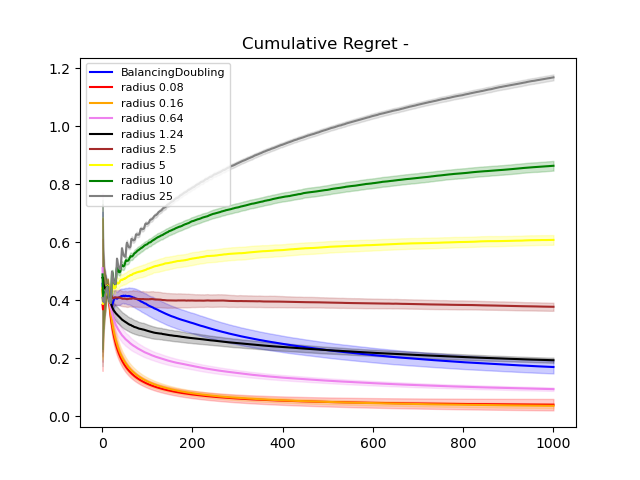 Cumulative Regret -
BalancingDoubling
radius 0.08
radius 0.16
radius 0.64
radius 1.24
radius 2.5
radius 5
radius 10
radius 25
1.2
1.0
0.8
0.6
0.4
0.2
0.0
0 200 400 600 800 1000